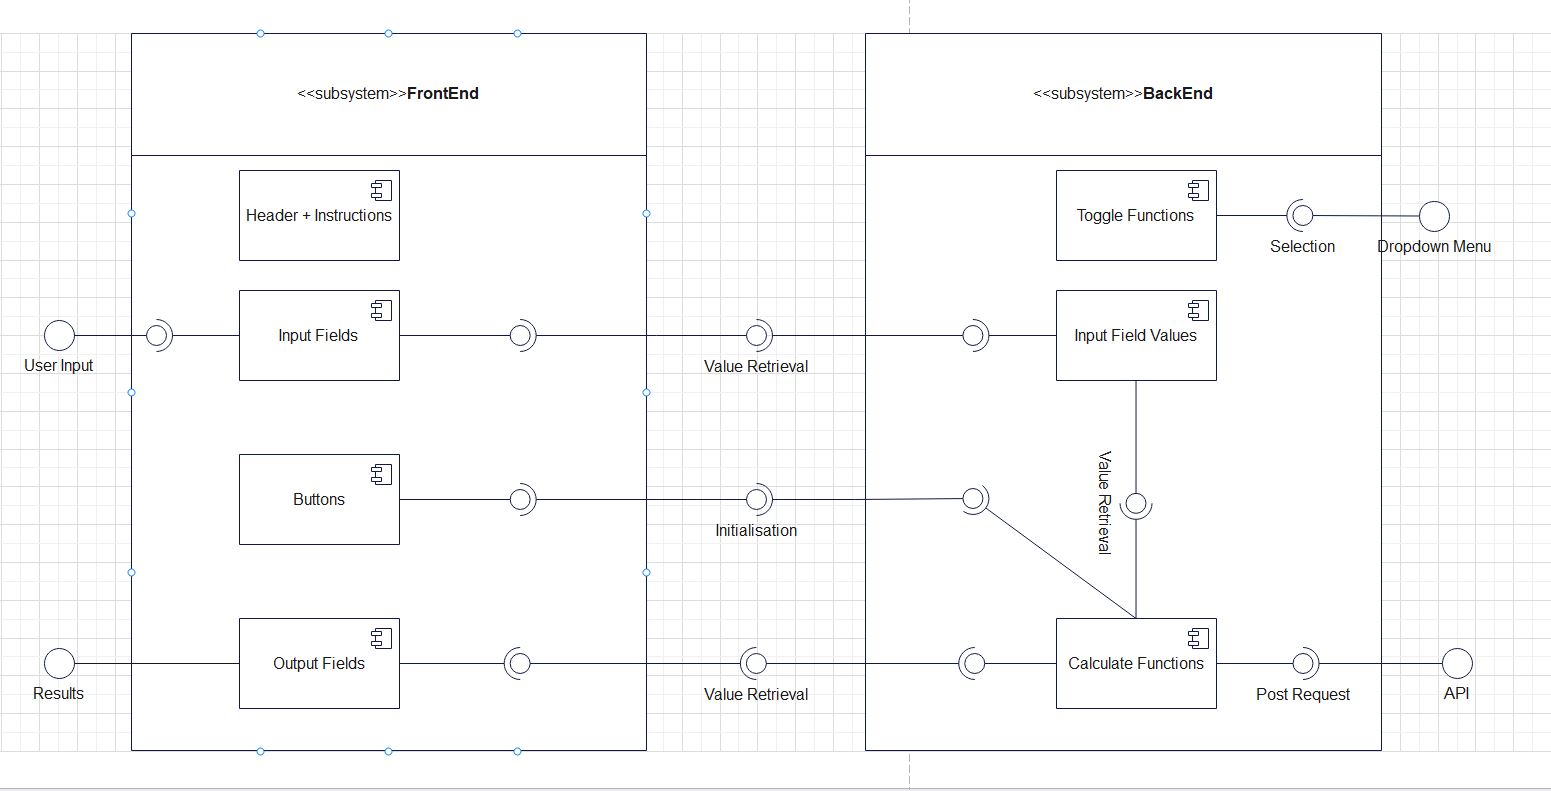 <<subsystem>>FrontEnd
<<subsystem>>BackEnd
Header + Instructions
Toggle Functions
Selection
Dropdown Menu
Input Fields
Input Field Values
User Input
Value Retrieval
Value Retrieval
Buttons
Initialisation
Output Fields
Calculate Functions
Results
Value Retrieval
Post Request
API